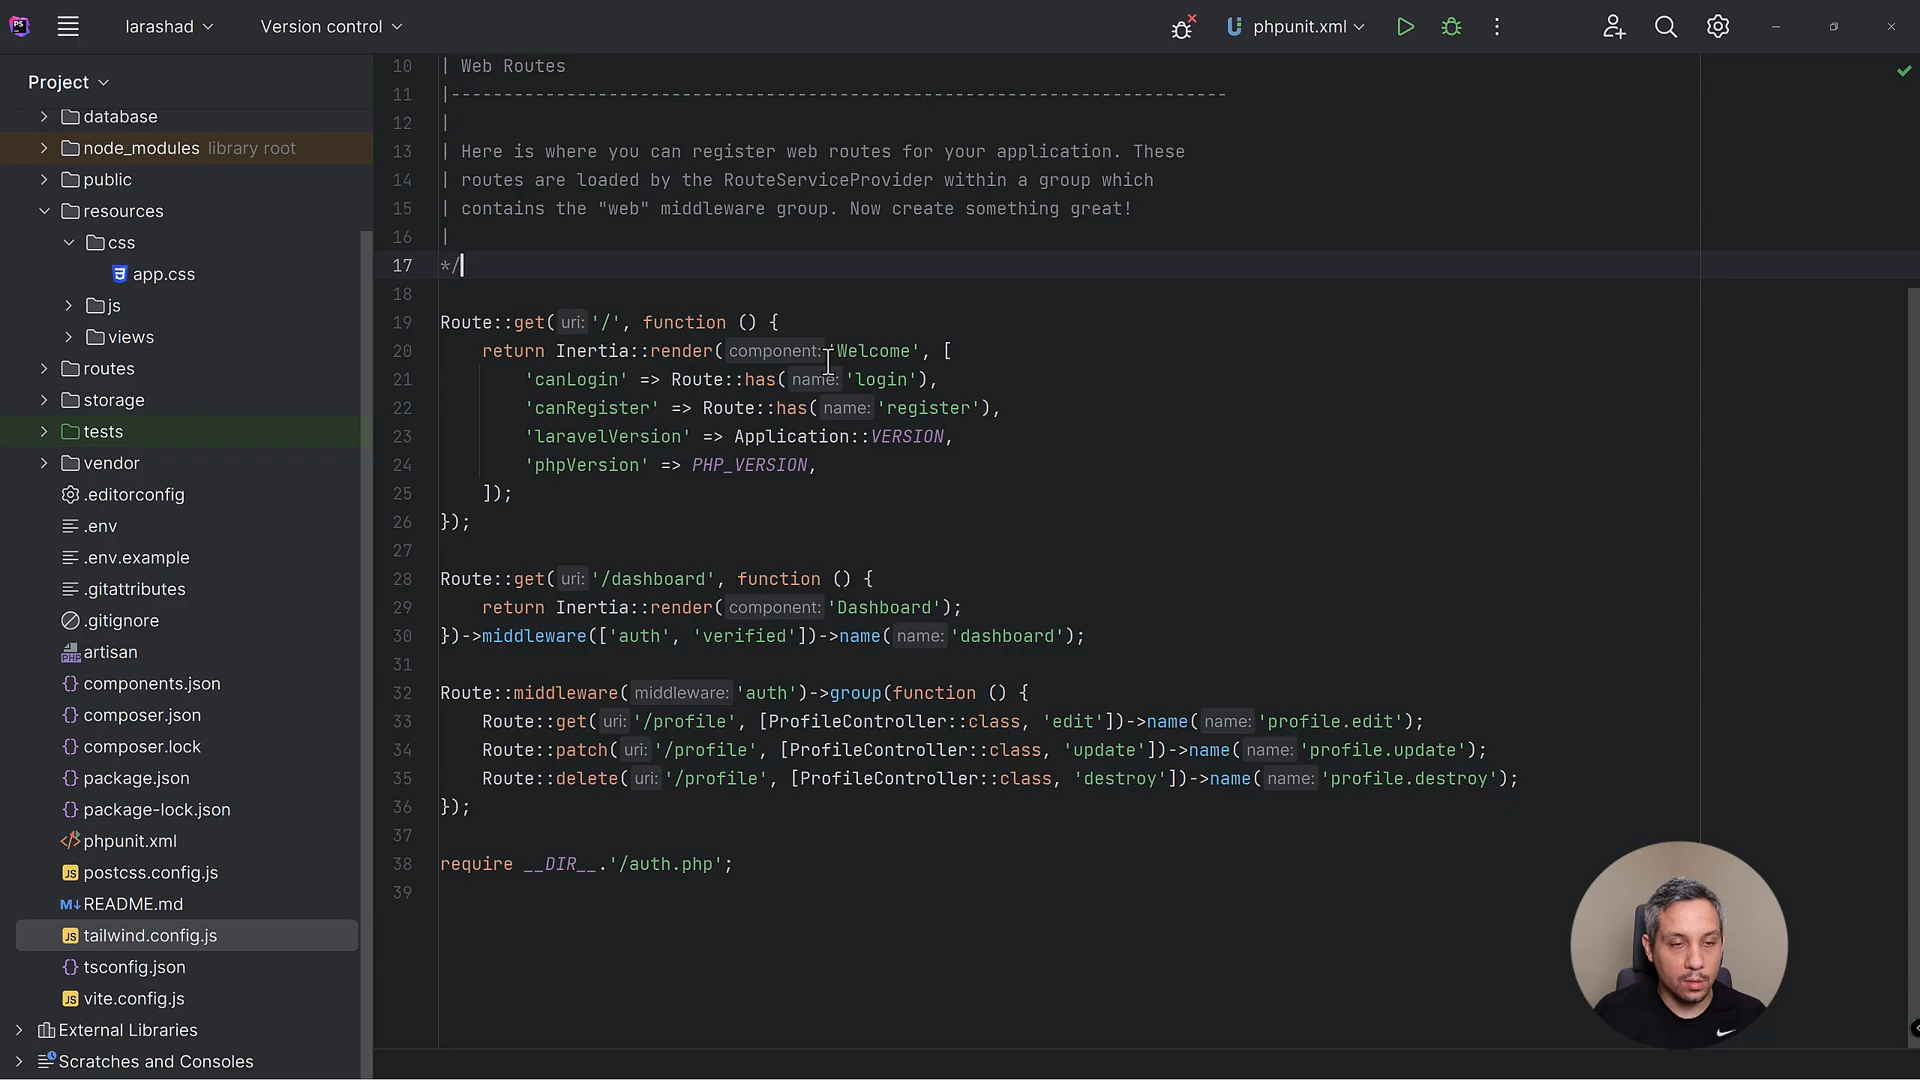 PS
larashad
Version control
phpunit.xml
Project
database
node_modules library root
public
resources
css
app.css
js
views
routes
storage
tests
vendor
.editorconfig
.env
.env.example
.gitattributes
.gitignore
artisan
components.json
composer.json
composer.lock
package.json
package-lock.json
phpunit.xml
postcss.config.js
README.md
tailwind.config.js
tsconfig.json
vite.config.js
External Libraries
Scratches and Consoles
10 | Web Routes
11 |--------------------------------------------------------------------------
12 |
13 | Here is where you can register web routes for your application. These
14 | routes are loaded by the RouteServiceProvider within a group which
15 | contains the "web" middleware group. Now create something great!
16 |
17 */
18
19 Route::get( uri: '/', function () {
20 return Inertia::render( component: 'Welcome', [
21 'canLogin' => Route::has( name: 'login'),
22 'canRegister' => Route::has( name: 'register'),
23 'laravelVersion' => Application::VERSION,
24 'phpVersion' => PHP_VERSION,
25 ]);
26 });
27
28 Route::get( uri: '/dashboard', function () {
29 return Inertia::render( component: 'Dashboard');
30 })->middleware(['auth', 'verified'])->name( name: 'dashboard');
31
32 Route::middleware( middleware: 'auth')->group(function () {
33 Route::get( uri: '/profile', [ProfileController::class, 'edit'])->name( name: 'profile.edit');
34 Route::patch( uri: '/profile', [ProfileController::class, 'update'])->name( name: 'profile.update');
35 Route::delete( uri: '/profile', [ProfileController::class, 'destroy'])->name( name: 'profile.destroy');
36 });
37
38 require __DIR__.'/auth.php';
39